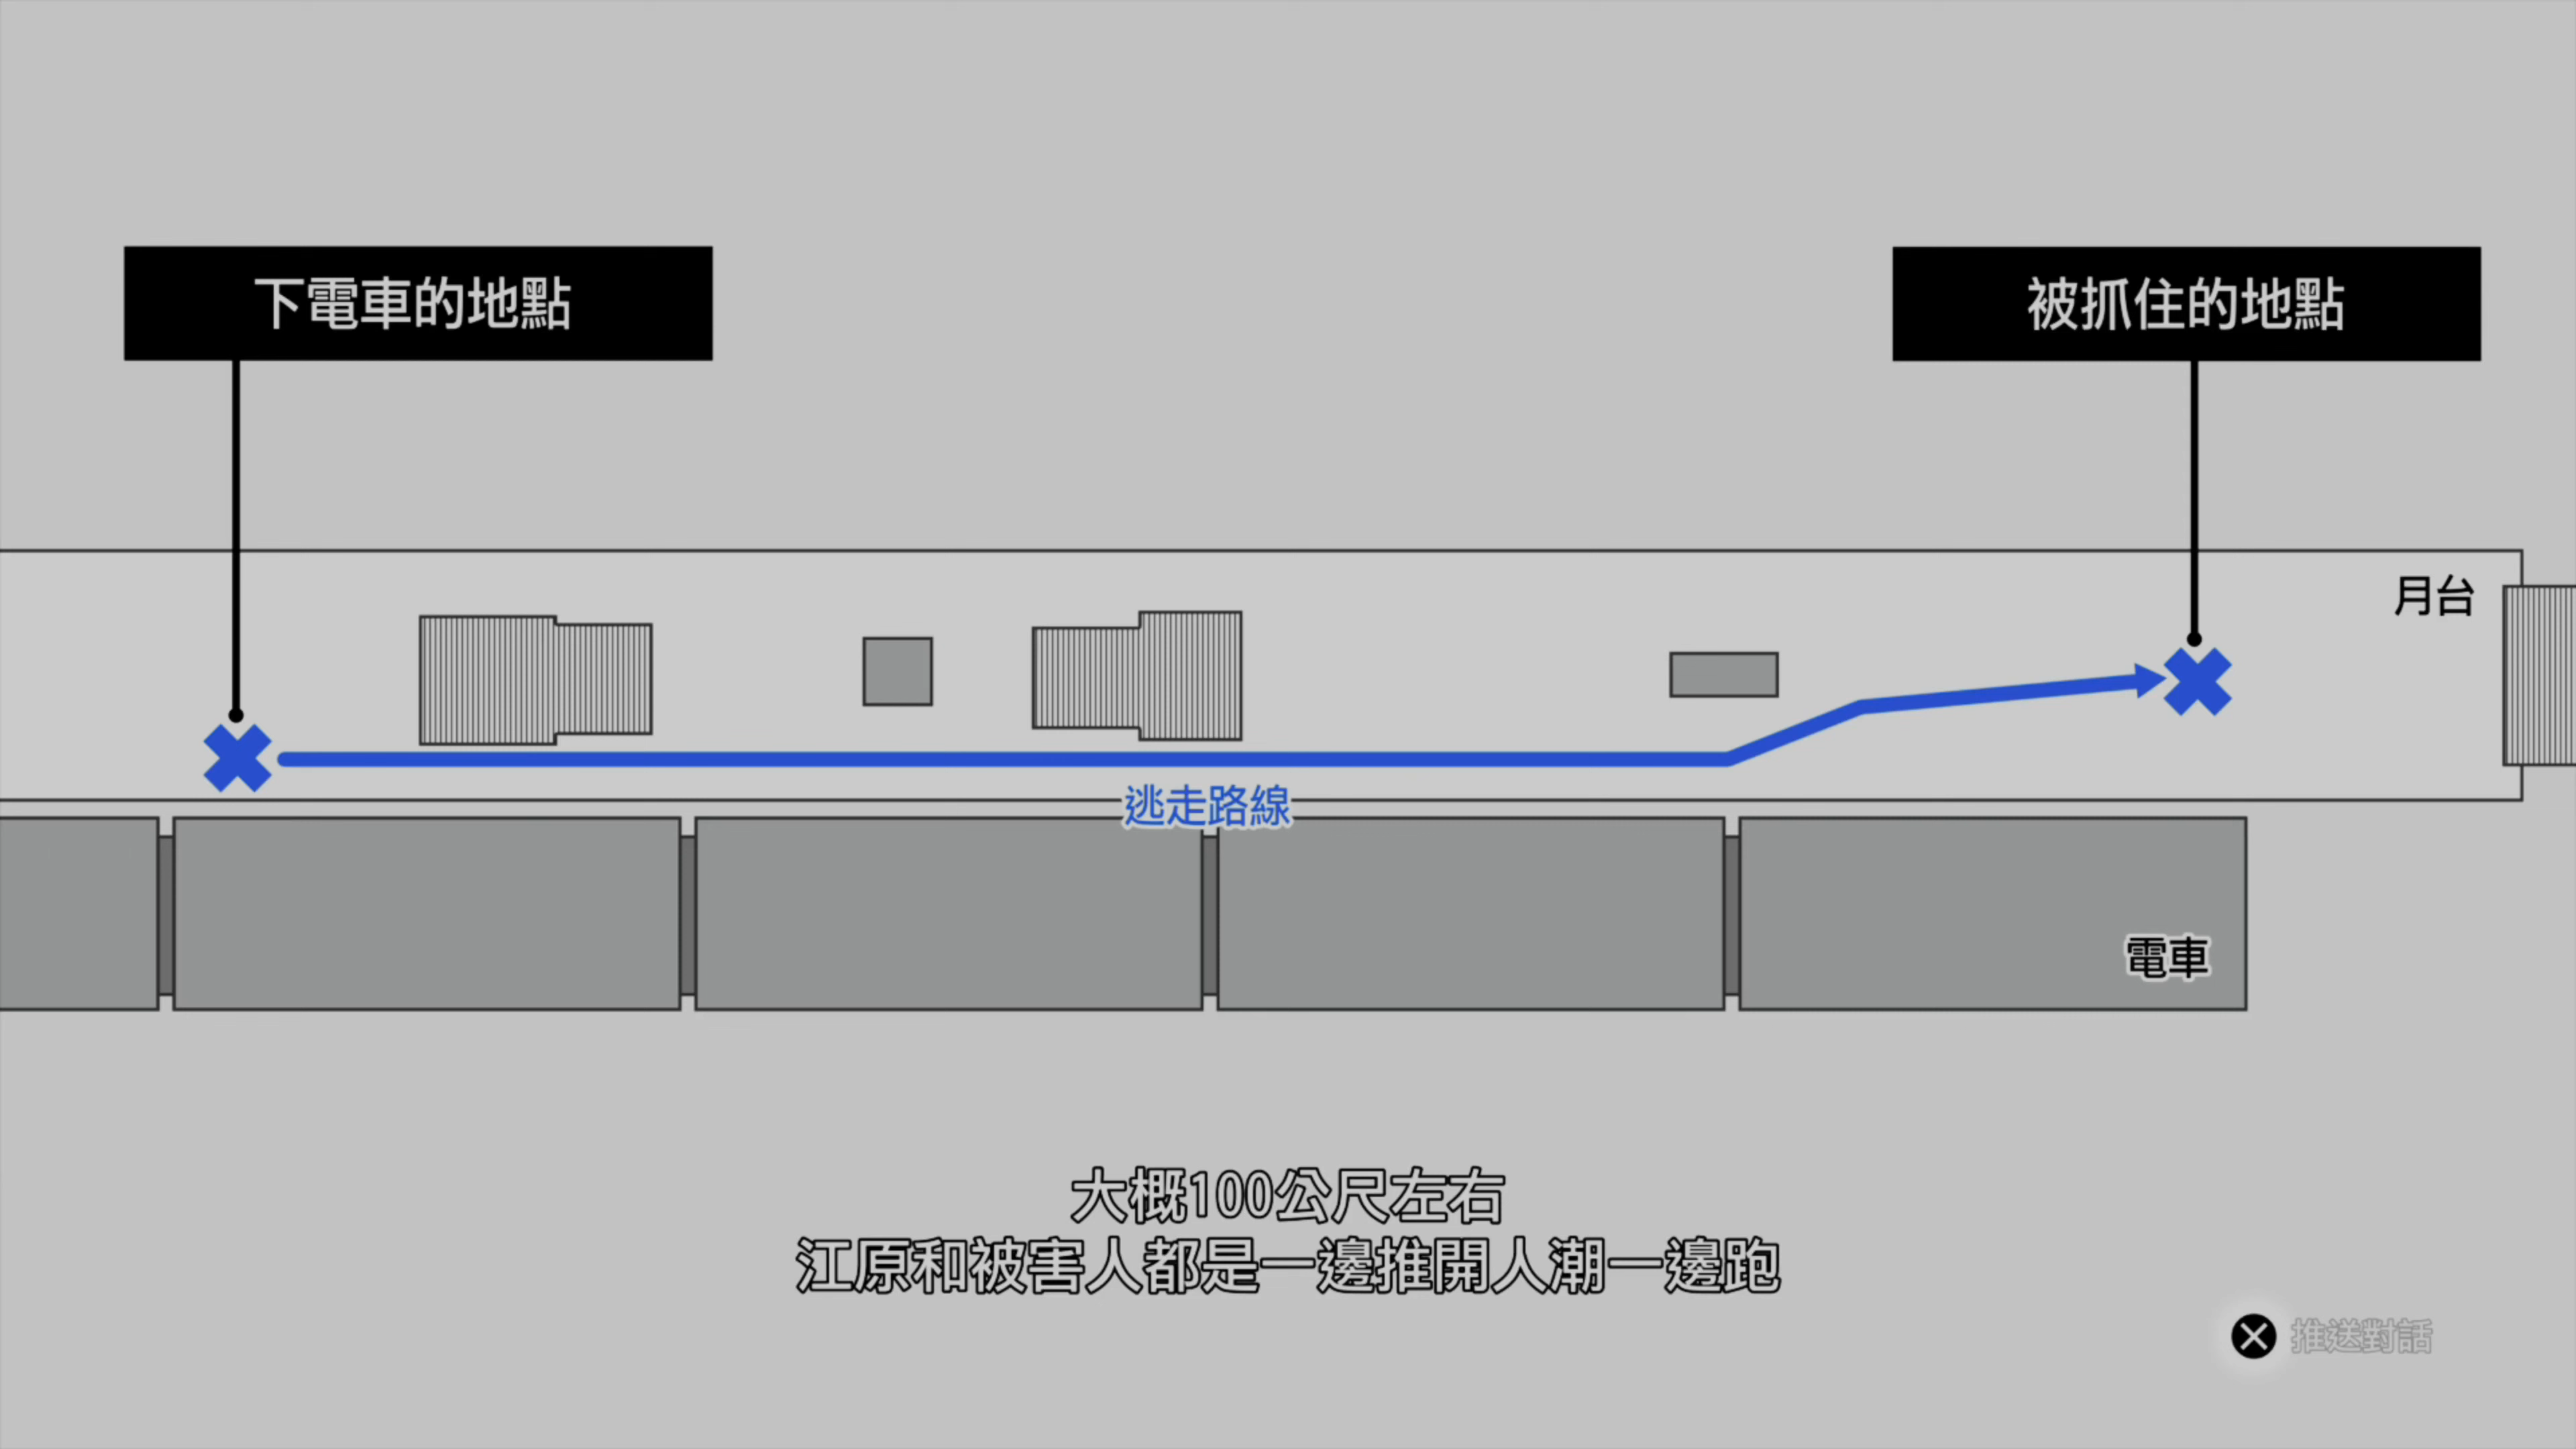 下電車的地點
被抓住的地點
月台
逃走路線
電車
大概100公尺左右
江原和被害人都是一邊推開人潮一邊跑
推送對話